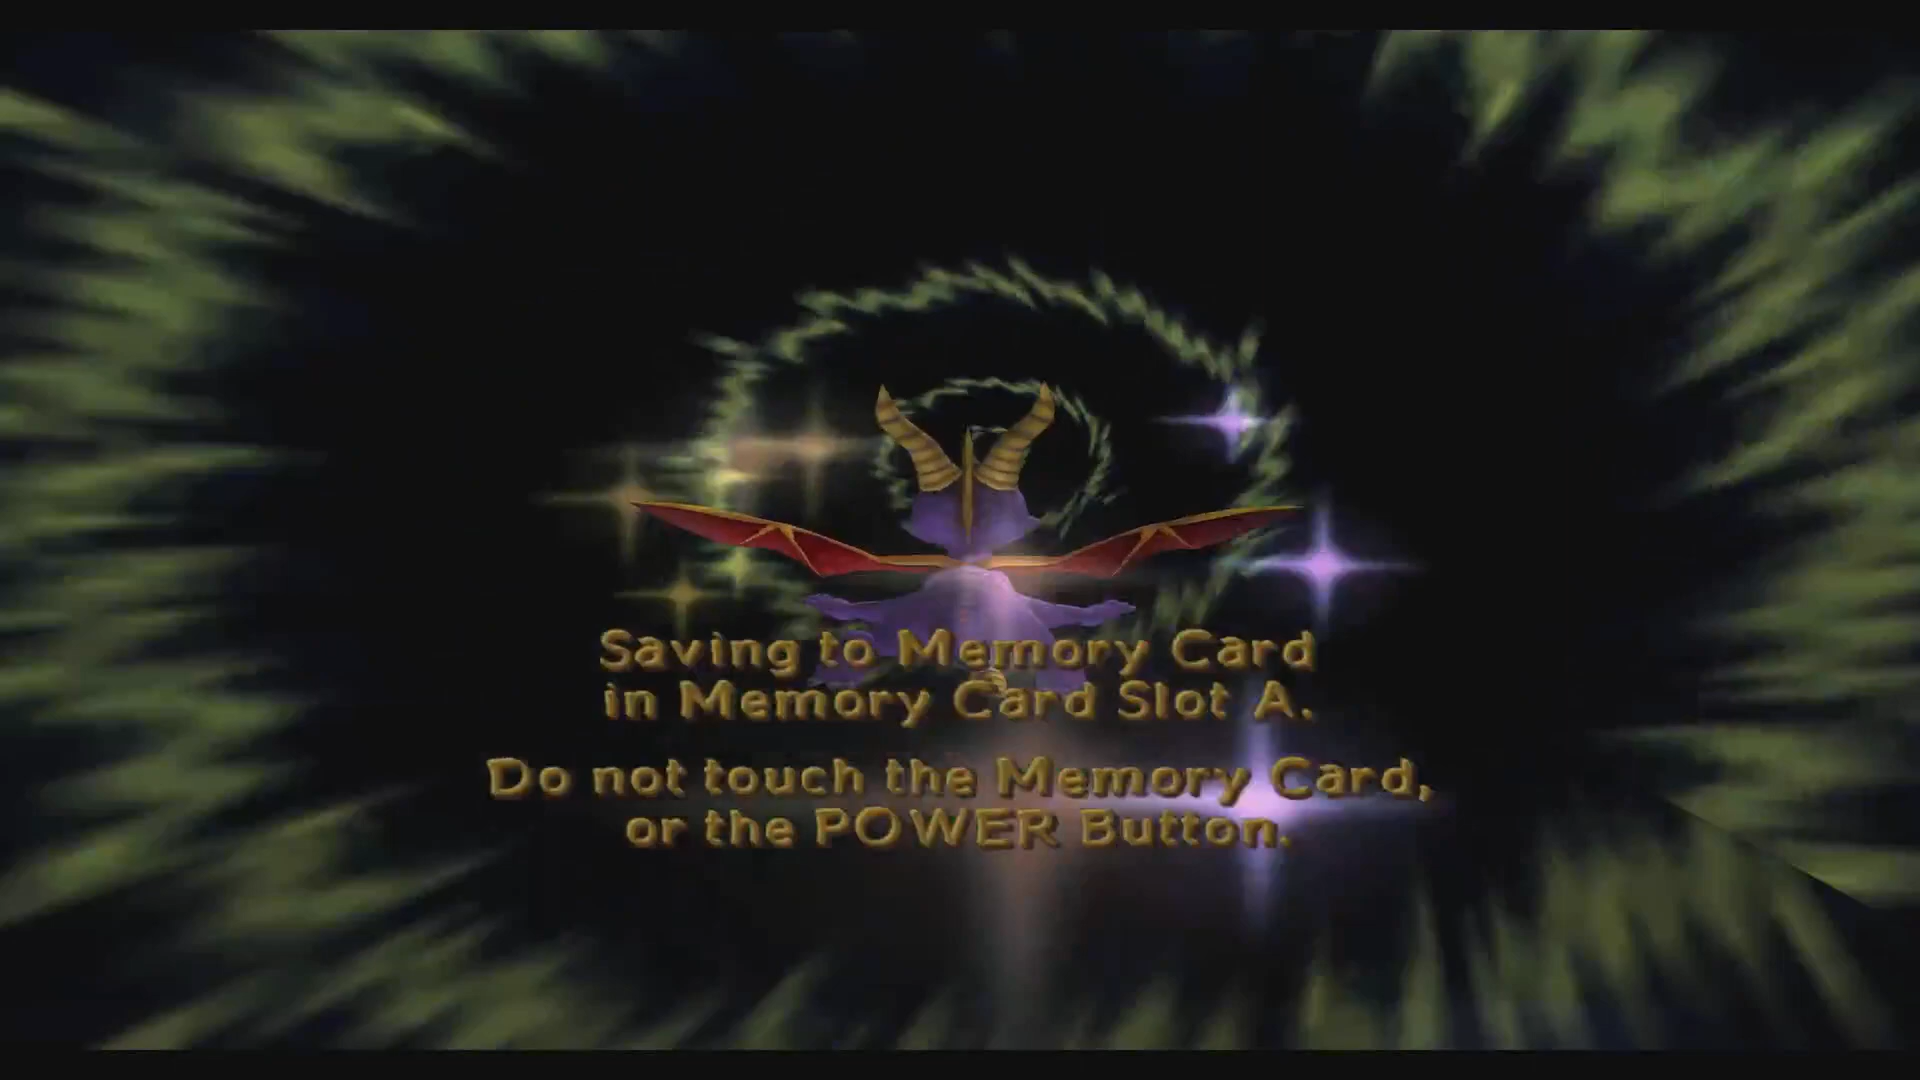 Saving to Memory Card
in Memory Card Slot A.
Do not touch the Memory Card,
or the POWER Button.